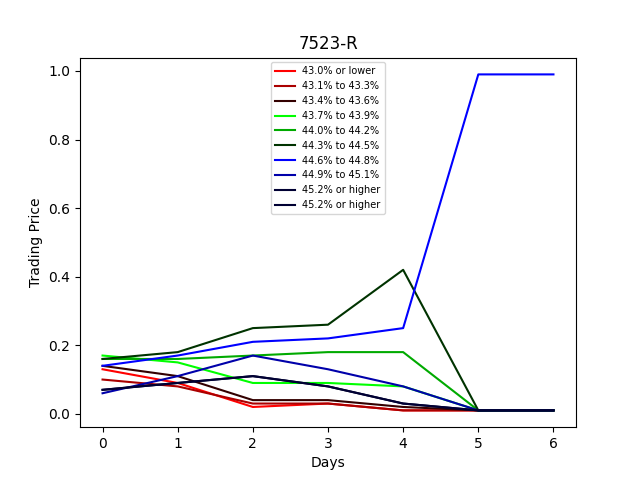 7523-R
43.0% or lower
43.1% to 43.3%
43.4% to 43.6%
43.7% to 43.9%
44.0% to 44.2%
44.3% to 44.5%
44.6% to 44.8%
44.9% to 45.1%
45.2% or higher
45.2% or higher
Trading Price
1.0
0.8
0.6
0.4
0.2
0.0
0 1 2 3 4 5 6
Days